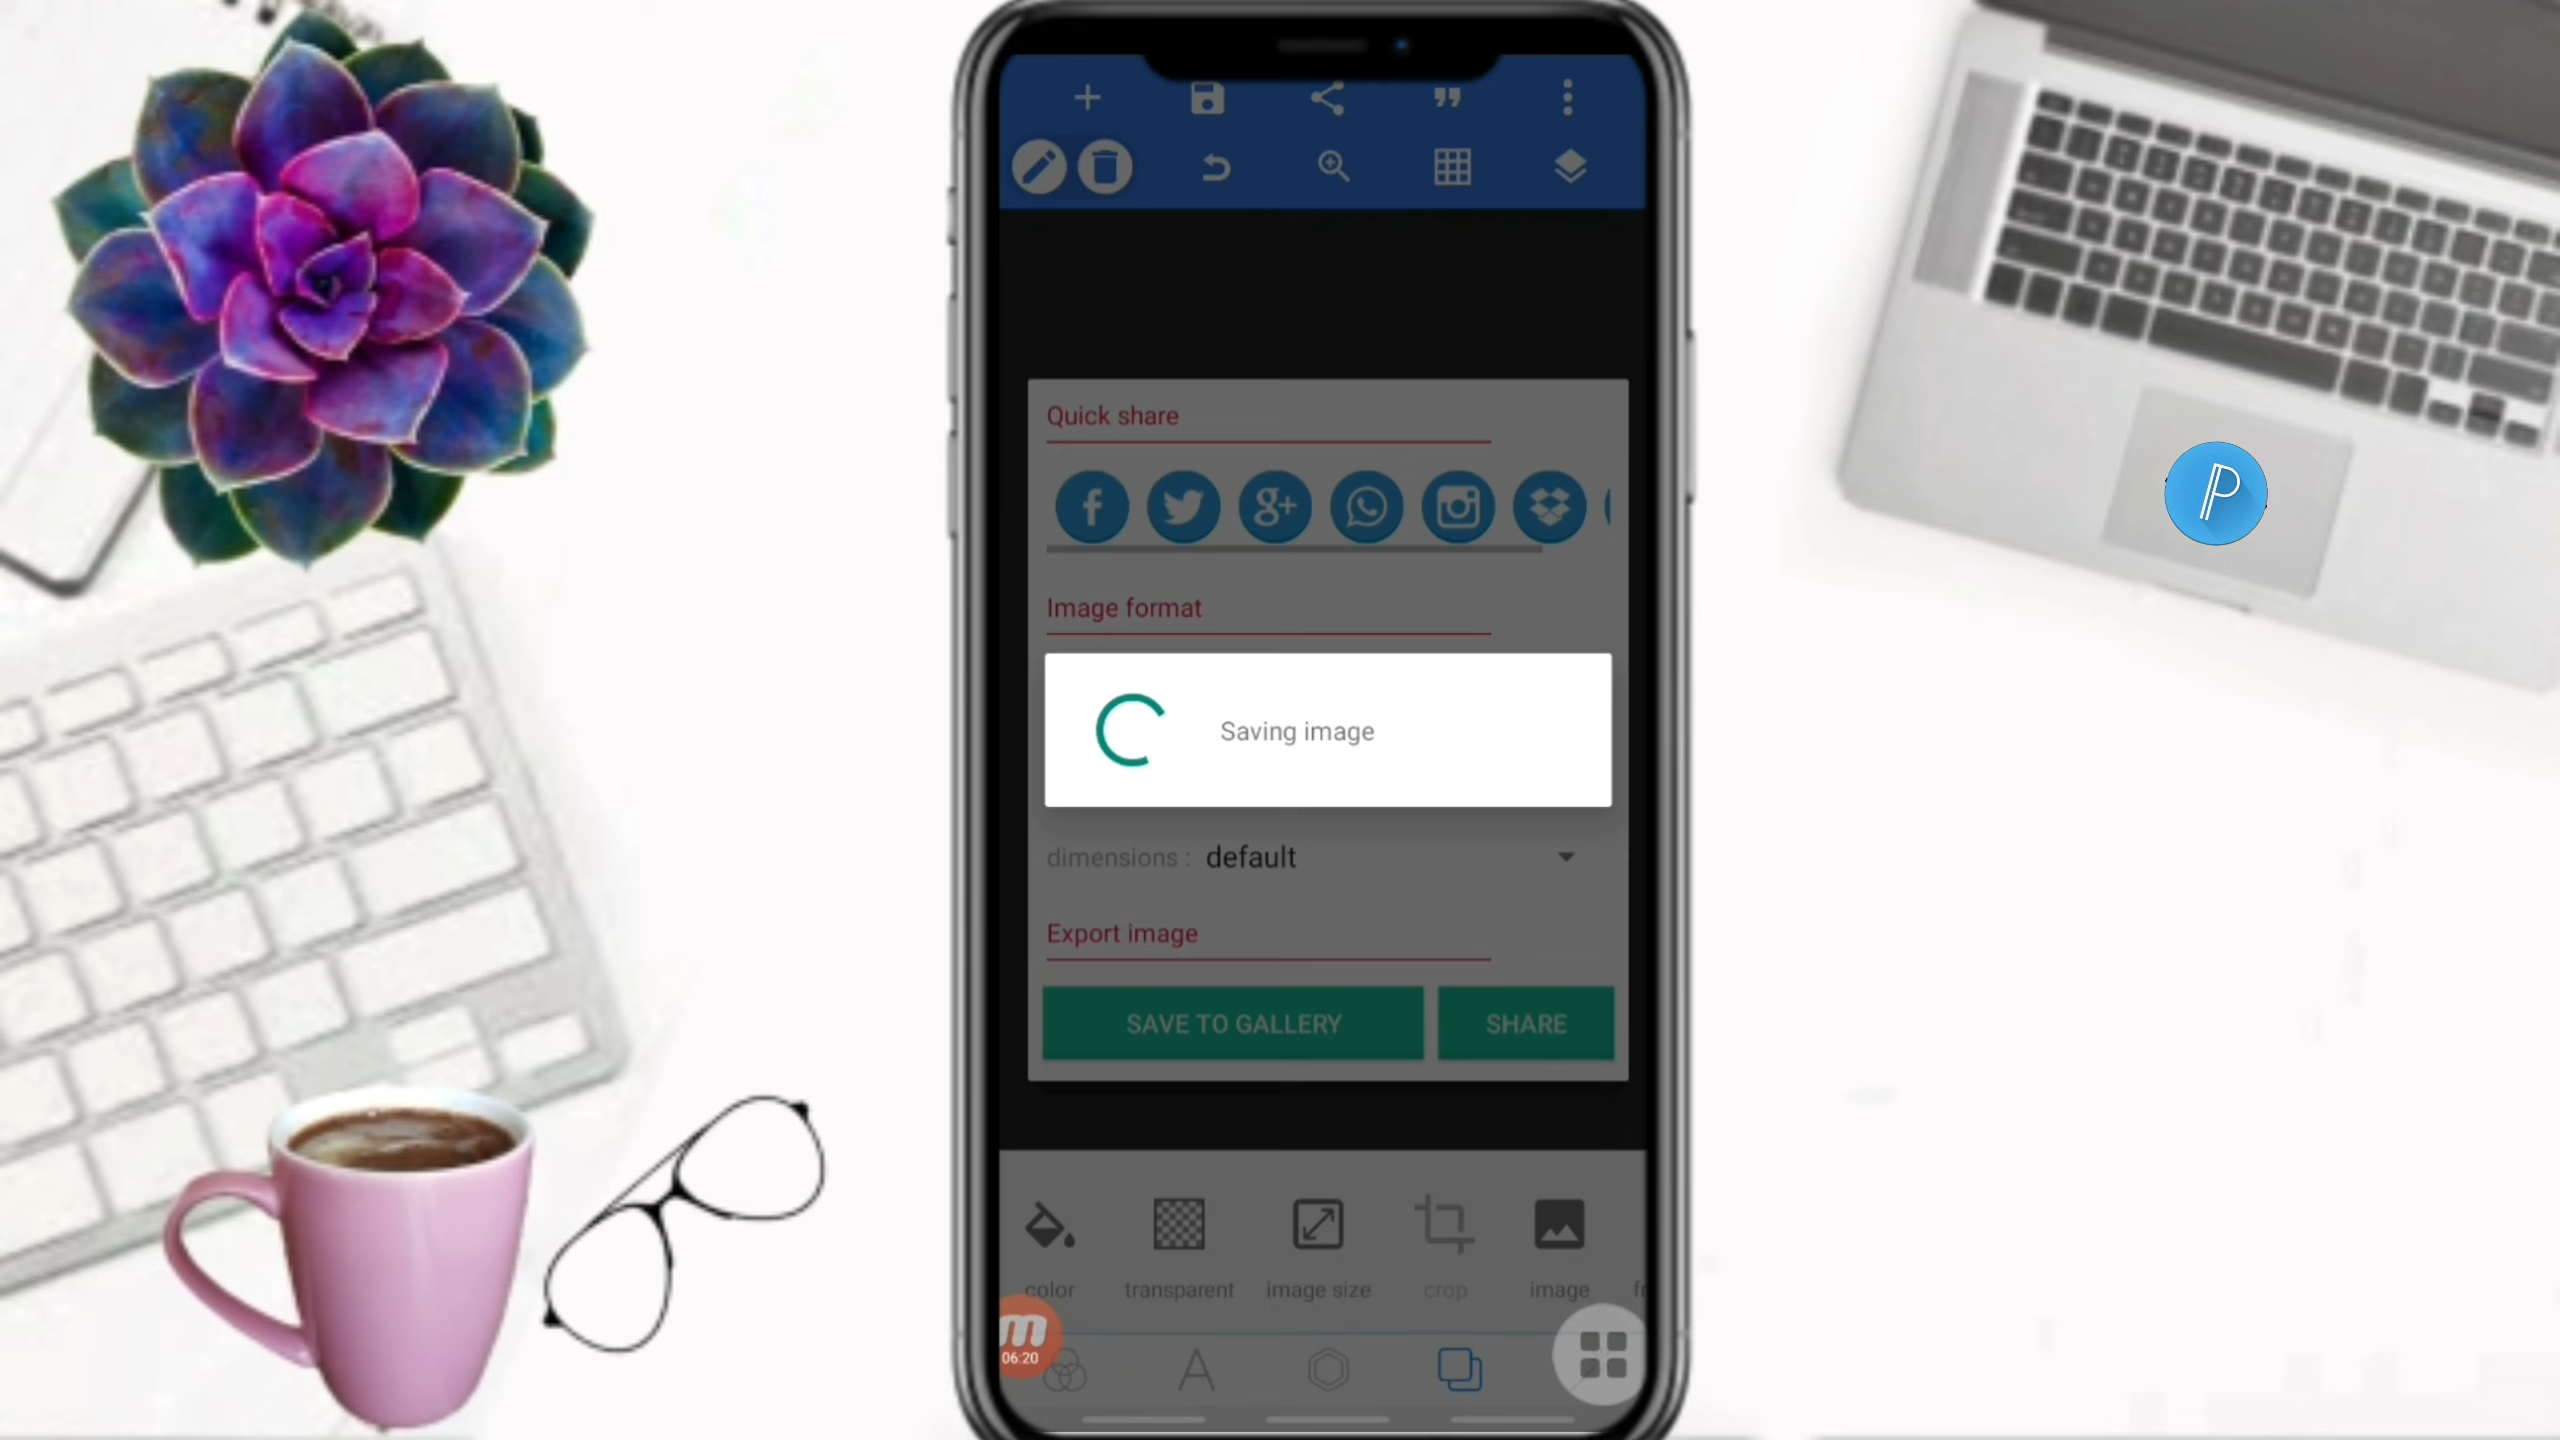 Quick share
f
g+
Image format
Saving image
dimensions : default
Export image
SAVE TO GALLERY
SHARE
color
transparent
image size
crop
image
fr
m
06:20
A
P